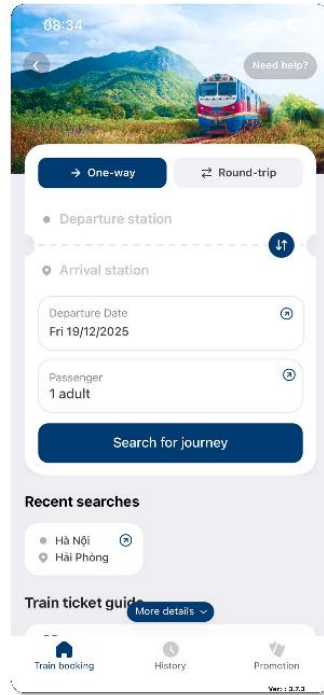 08:34
Need help?
One-way
Round-trip
Departure station
Arrival station
Departure Date
Fri 19/12/2025
Passenger
1 adult
Search for journey
Recent searches
Hà Nội
Hải Phòng
Train ticket guide
More details
Train booking
History
Promotion
Ver: : 3.7.3